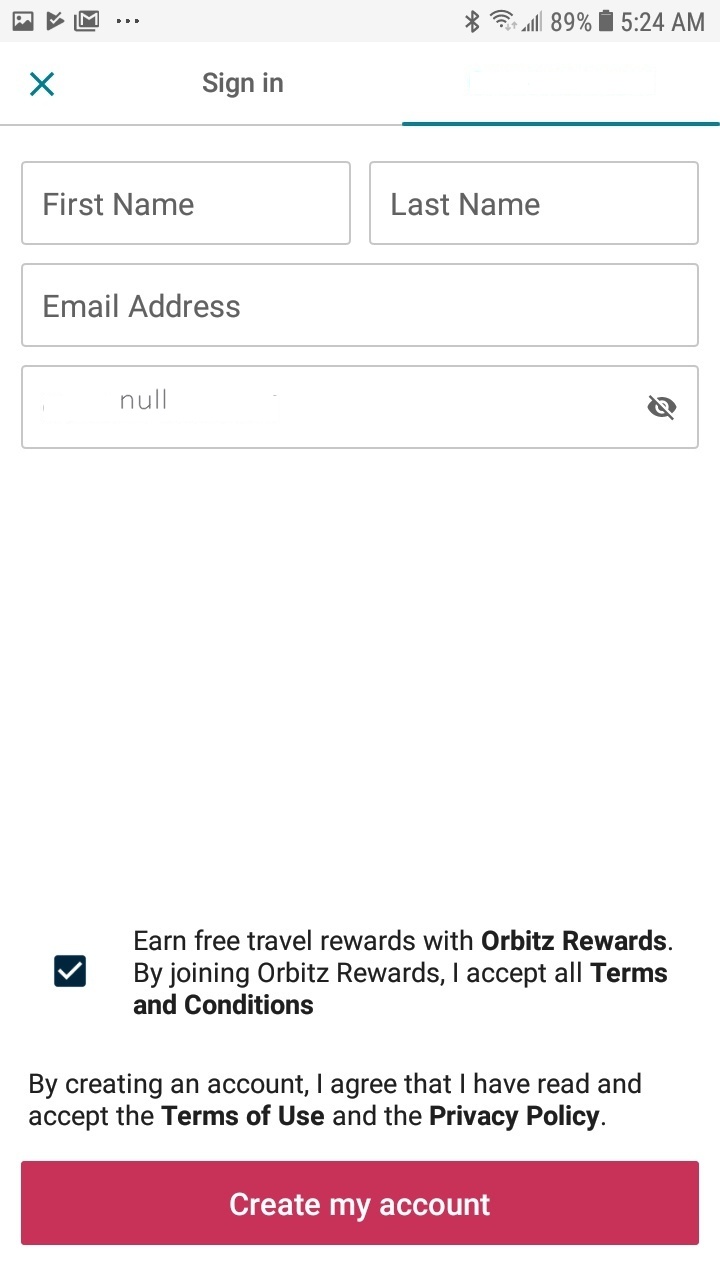 89% 5:24 AM
Sign in
First Name Last Name
Email Address
null
Earn free travel rewards with Orbitz Rewards.
By joining Orbitz Rewards, I accept all Terms
and Conditions
By creating an account, I agree that I have read and
accept the Terms of Use and the Privacy Policy.
Create my account